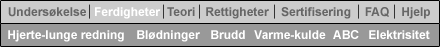 Undersøkelse Ferdigheter Teori Rettigheter Sertifisering FAQ Hjelp
Hjerte-lunge redning Blødninger Brudd Varme-kulde ABC Elektrisitet